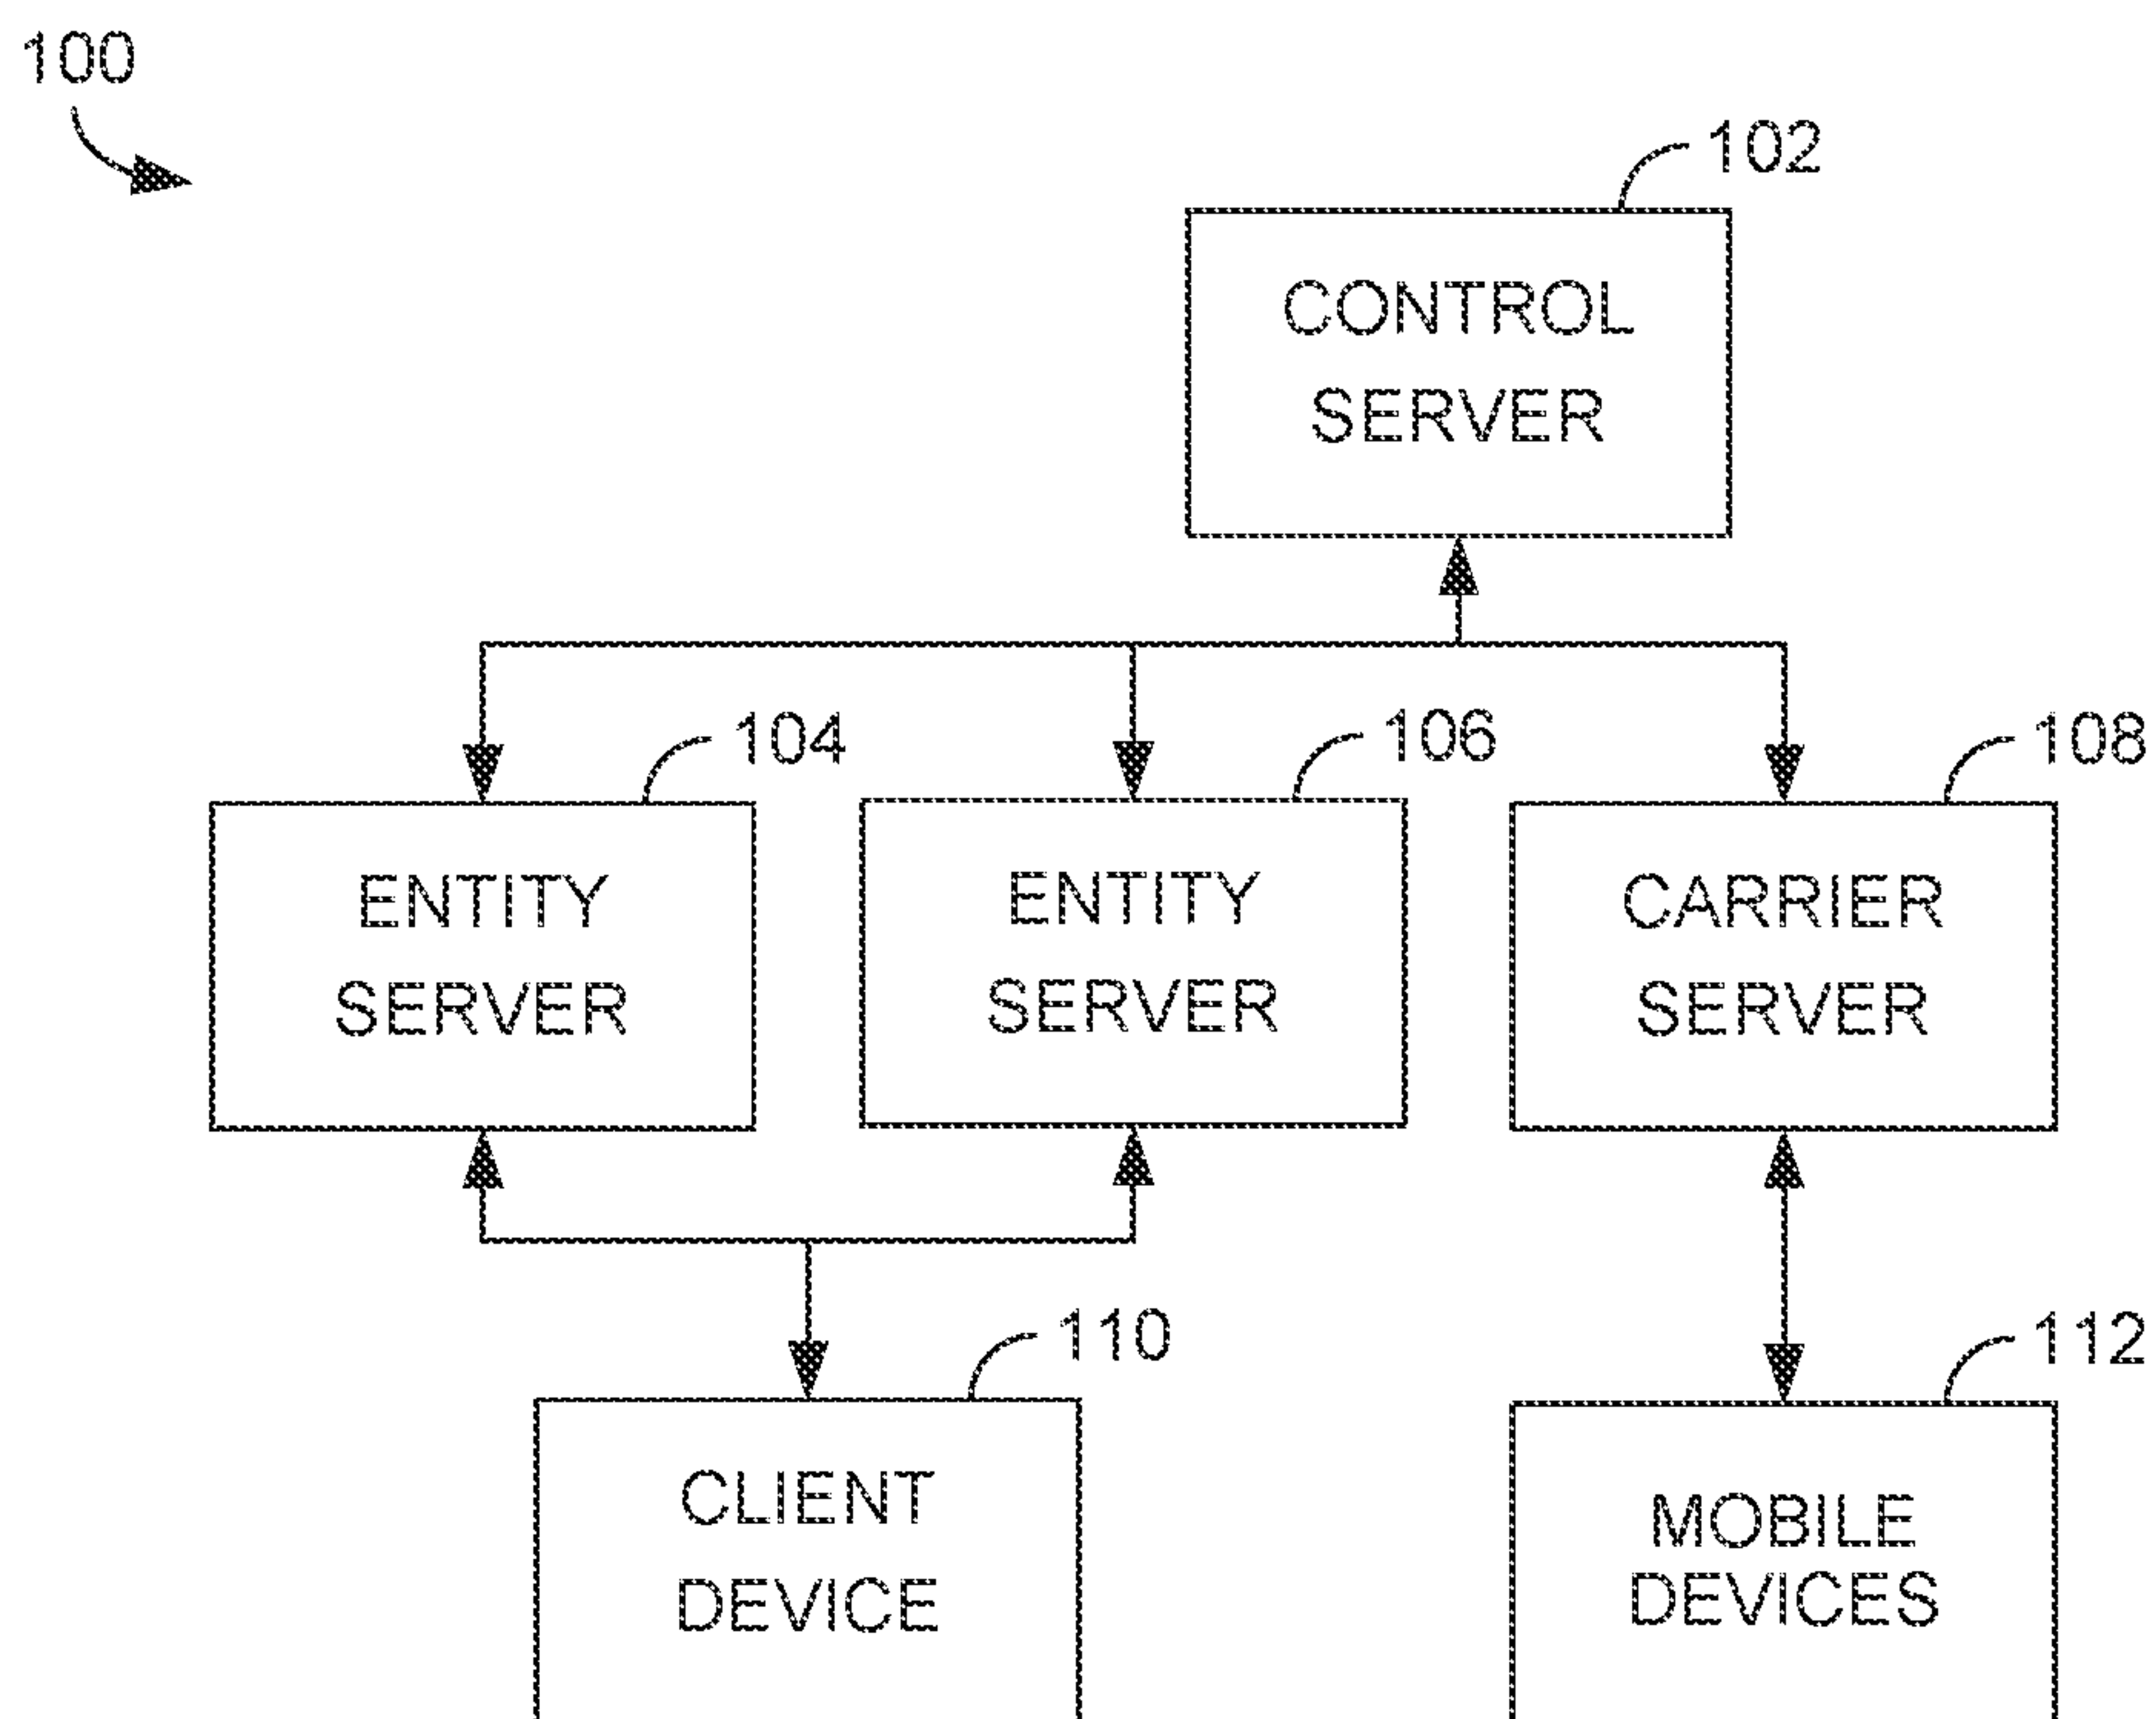 100
102
CONTROL
SERVER
104
106
108
ENTITY
SERVER
ENTITY
SERVER
CARRIER
SERVER
110
112
CLIENT
DEVICE
MOBILE
DEVICES